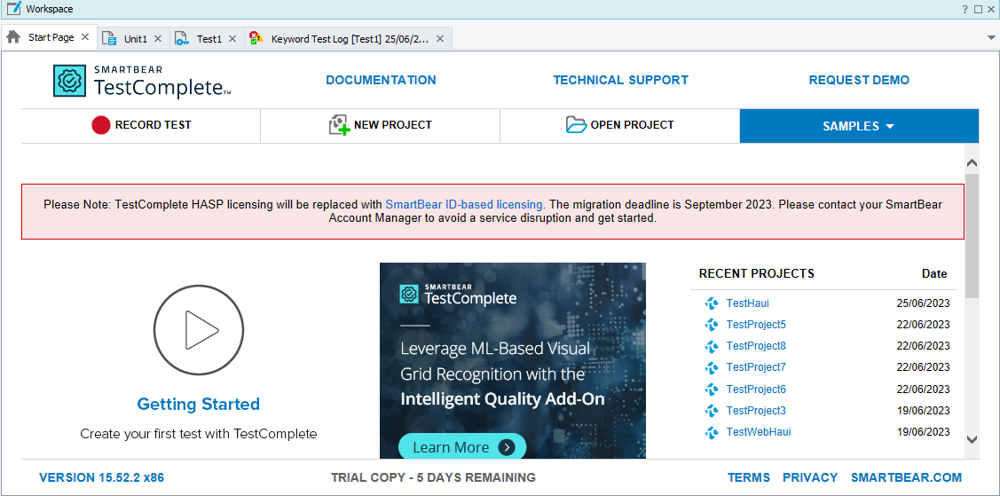 Workspace
Start Page
Unit1
Test1
Keyword Test Log [Test1] 25/06/2...
SMARTBEAR
TestComplete™
DOCUMENTATION
TECHNICAL SUPPORT
REQUEST DEMO
RECORD TEST
NEW PROJECT
OPEN PROJECT
SAMPLES
Please Note: TestComplete HASP licensing will be replaced with SmartBear ID-based licensing. The migration deadline is September 2023. Please contact your SmartBear
Account Manager to avoid a service disruption and get started.
Getting Started
Create your first test with TestComplete
SMARTBEAR
TestComplete
Leverage ML-Based Visual
Grid Recognition with the
Intelligent Quality Add-On
Learn More
RECENT PROJECTS Date
TestHaui 25/06/2023
TestProject5 22/06/2023
TestProject8 22/06/2023
TestProject7 22/06/2023
TestProject6 22/06/2023
TestProject3 19/06/2023
TestWebHaui 19/06/2023
VERSION 15.52.2 x86
TRIAL COPY - 5 DAYS REMAINING
TERMS
PRIVACY
SMARTBEAR.COM